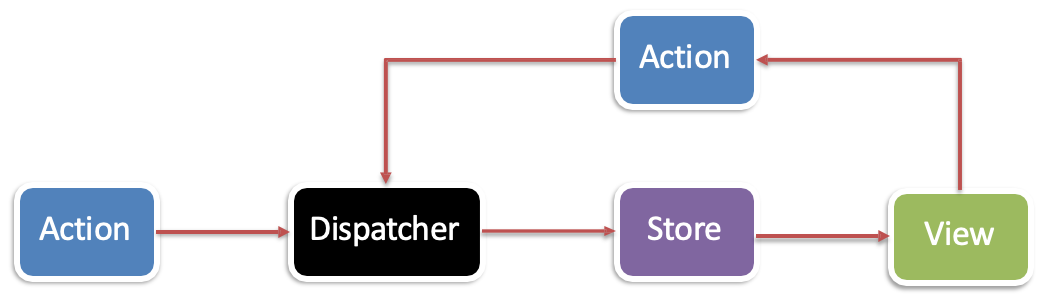 Action
Action
Dispatcher
Store
View